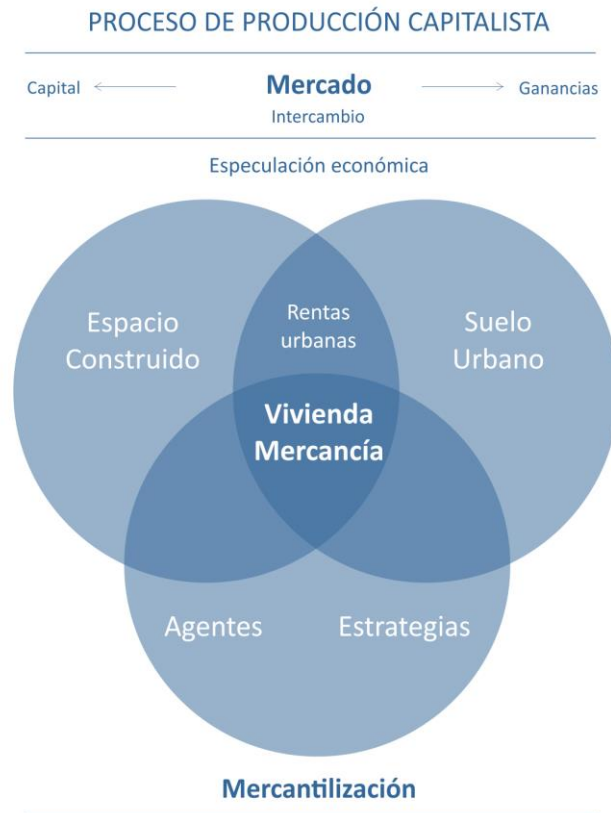 PROCESO DE PRODUCCIÓN CAPITALISTA
Capital
Mercado
Ganancias
Intercambio
Especulación económica
Espacio
Construido
Rentas
urbanas
Suelo
Urbano
Vivienda
Mercancía
Agentes
Estrategias
Mercantilización